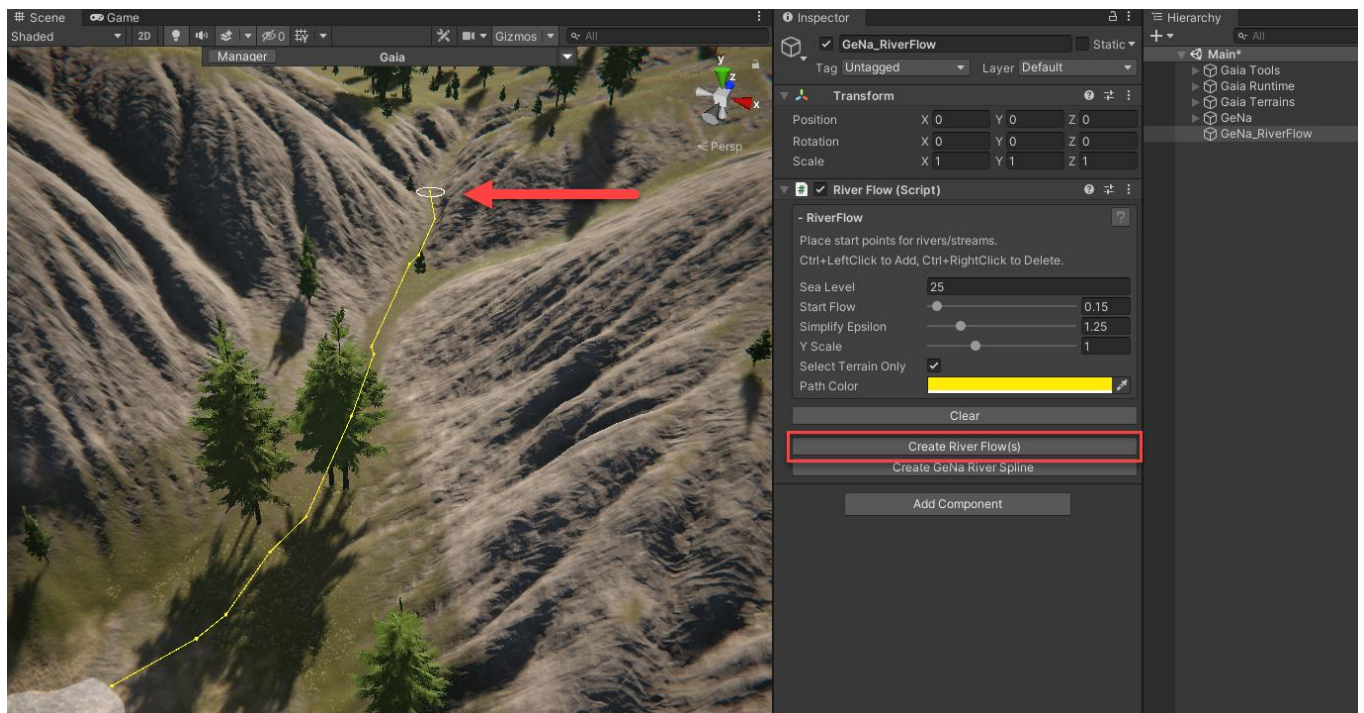 Scene Game
Shaded 2D 0 Gizmos All
Manager Gaia
y
z
x
Persp
Inspector
GeNa_RiverFlow Static
Tag Untagged Layer Default
Transform
Position X 0 Y 0 Z 0
Rotation X 0 Y 0 Z 0
Scale X 1 Y 1 Z 1
# River Flow (Script)
- RiverFlow ?
Place start points for rivers/streams.
Ctrl+LeftClick to Add, Ctrl+RightClick to Delete.
Sea Level 25
Start Flow 0.15
Simplify Epsilon 1.25
Y Scale 1
Select Terrain Only
Path Color
Clear
Create River Flow(s)
Create GeNa River Spline
Add Component
Hierarchy
+ All
Main*
Gaia Tools
Gaia Runtime
Gaia Terrains
GeNa
GeNa_RiverFlow